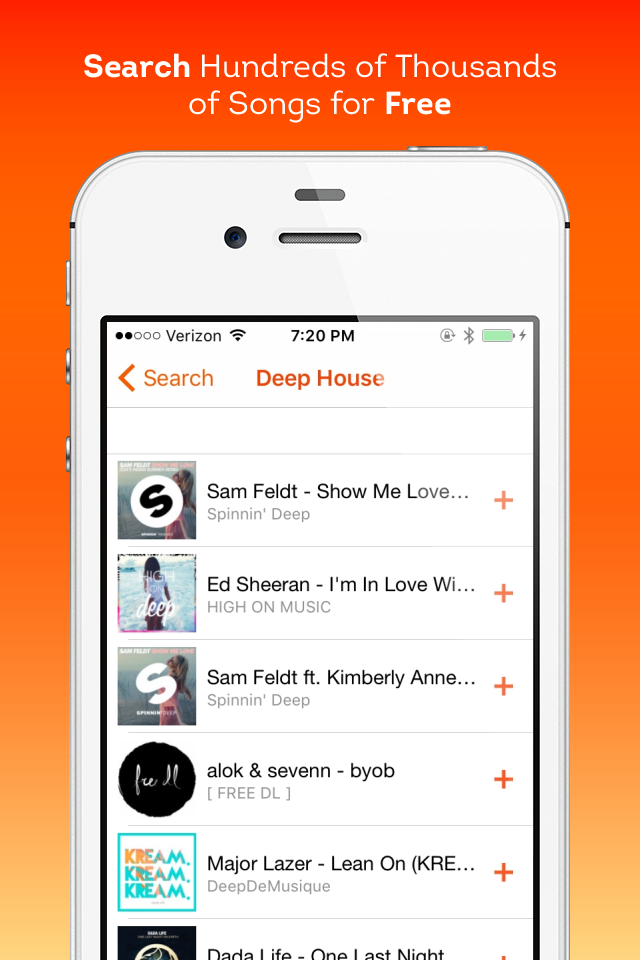 Search Hundreds of Thousands
of Songs for Free
Verizon
7:20 PM
Search
Deep House
SAM FELDT SHOW ME LOVE
S
Sam Feldt - Show Me Love...
Spinnin' Deep
HIGH
ON
deep
Ed Sheeran - I'm In Love Wi...
HIGH ON MUSIC
SAM FELDT SHOW ME LOVE
S
SPINNIN' DEEP
Sam Feldt ft. Kimberly Anne...
Spinnin' Deep
free dl
alok & sevenn - byob
[ FREE DL ]
KREAM.
KREAM.
KREAM.
Major Lazer - Lean On (KRE...
DeepDeMusique
DADA LIFE
Dada Life - One Last Night